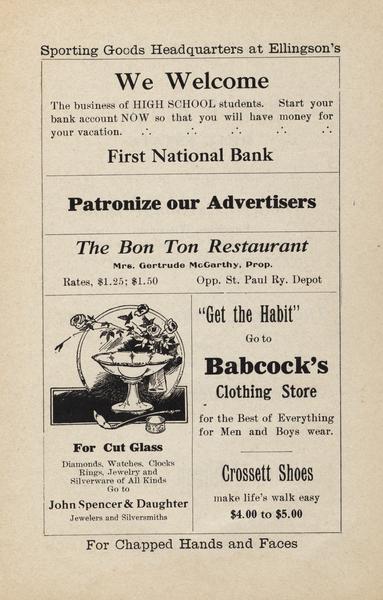 Sporting Goods Headquarters at Ellingson's
We Welcome
The business of HIGH SCHOOL students. Start your
bank account NOW so that you will have money for
your vacation. .·. .·. .·. .·. .·.
First National Bank
Patronize our Advertisers
The Bon Ton Restaurant
Mrs. Gertrude McGarthy, Prop.
Rates, $1.25; $1.50 Opp. St. Paul Ry. Depot
For Cut Glass
Diamonds, Watches, Clocks
Rings, Jewelry and
Silverware of All Kinds
Go to
John Spencer & Daughter
Jewelers and Silversmiths
"Get the Habit"
Go to
Babcock's
Clothing Store
for the Best of Everything
for Men and Boys wear.
Crossett Shoes
make life's walk easy
$4.00 to $5.00
For Chapped Hands and Faces